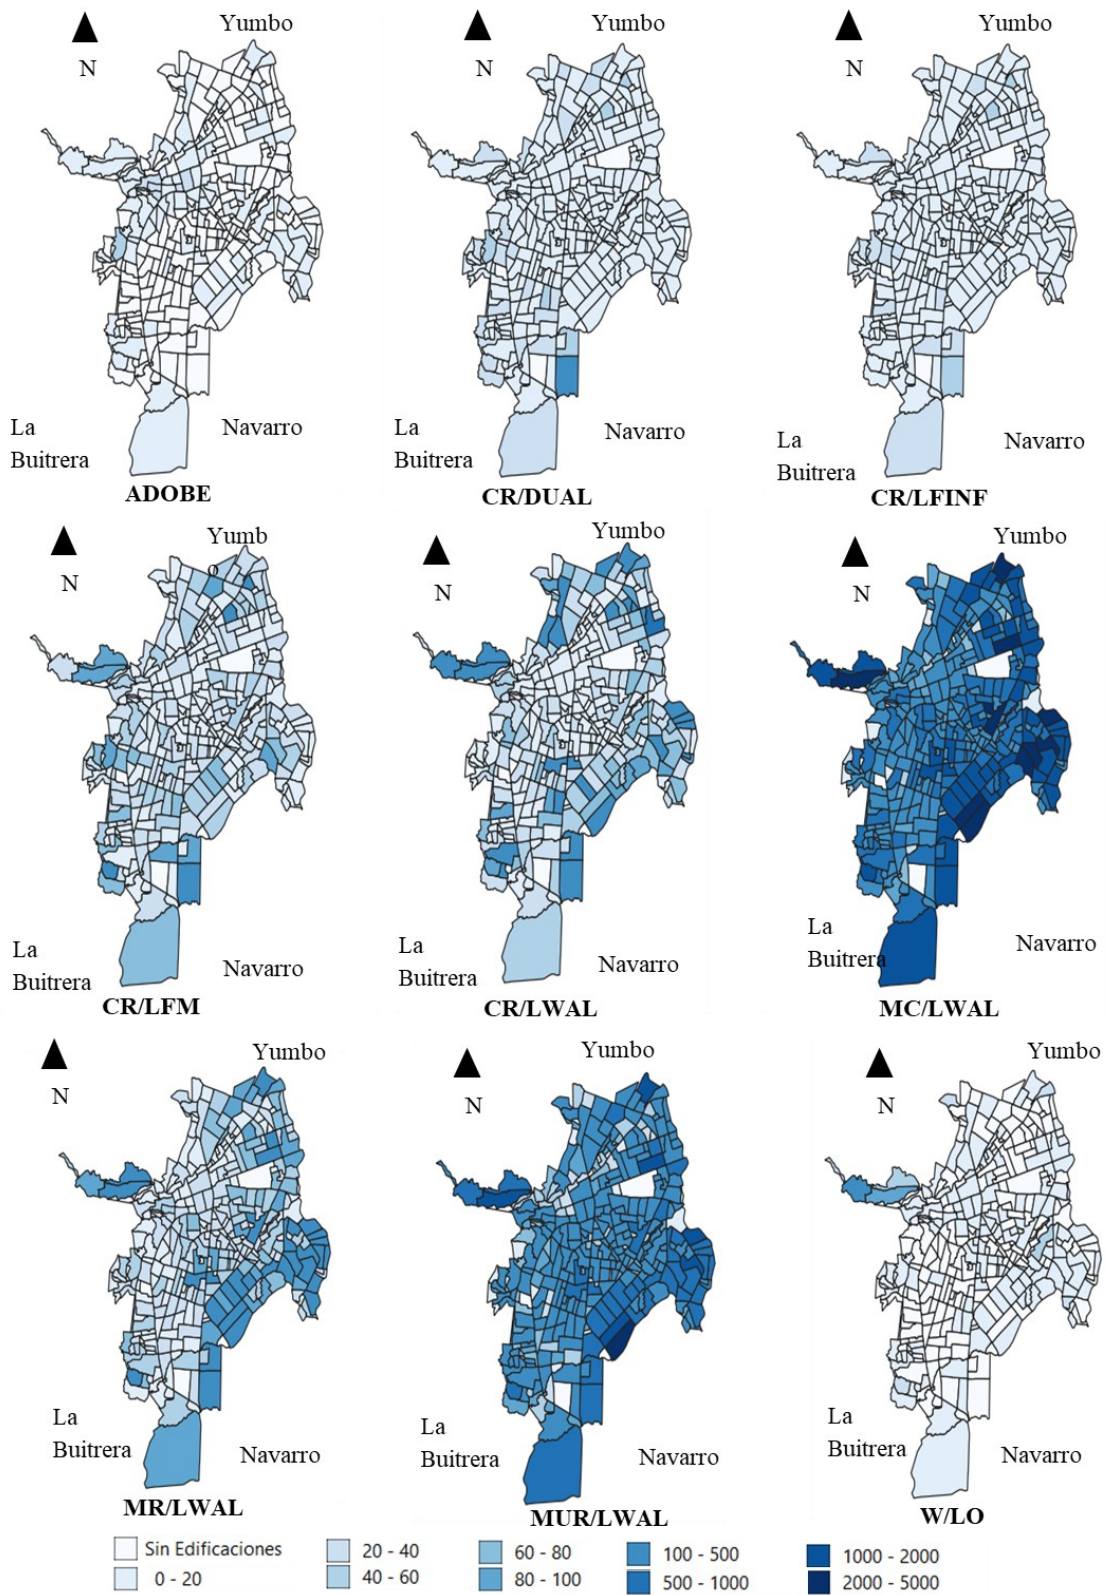 Yumbo
Yumbo
Yumbo
N
N
N
La
Buitrera
Navarro
La
Buitrera
Navarro
La
Buitrera
Navarro
ADOBE
CR/DUAL
CR/LFINF
Yumb
o
Yumbo
Yumbo
N
N
N
La
Buitrera
Navarro
La
Buitrera
Navarro
La
Buitrera
Navarro
CR/LFM
CR/LWAL
MC/LWAL
Yumbo
Yumbo
Yumbo
N
N
N
La
Buitrera
Navarro
La
Buitrera
Navarro
La
Buitrera
Navarro
MR/LWAL
MUR/LWAL
W/LO
Sin Edificaciones
0 - 20
20 - 40
40 - 60
60 - 80
80 - 100
100 - 500
500 - 1000
1000 - 2000
2000 - 5000